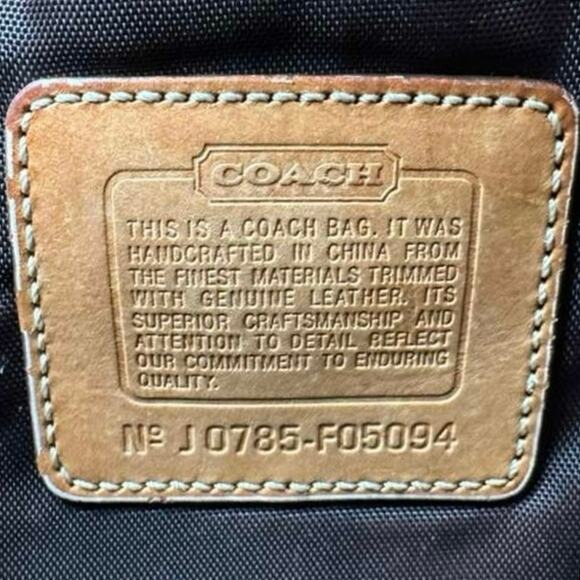 COACH
THIS IS A COACH BAG. IT WAS
HANDCRAFTED IN CHINA FROM
THE FINEST MATERIALS TRIMMED
WITH GENUINE LEATHER. ITS
SUPERIOR CRAFTSMANSHIP AND
ATTENTION TO DETAIL REFLECT
OUR COMMITMENT TO ENDURING
QUALITY.
Nº J0785-F05094